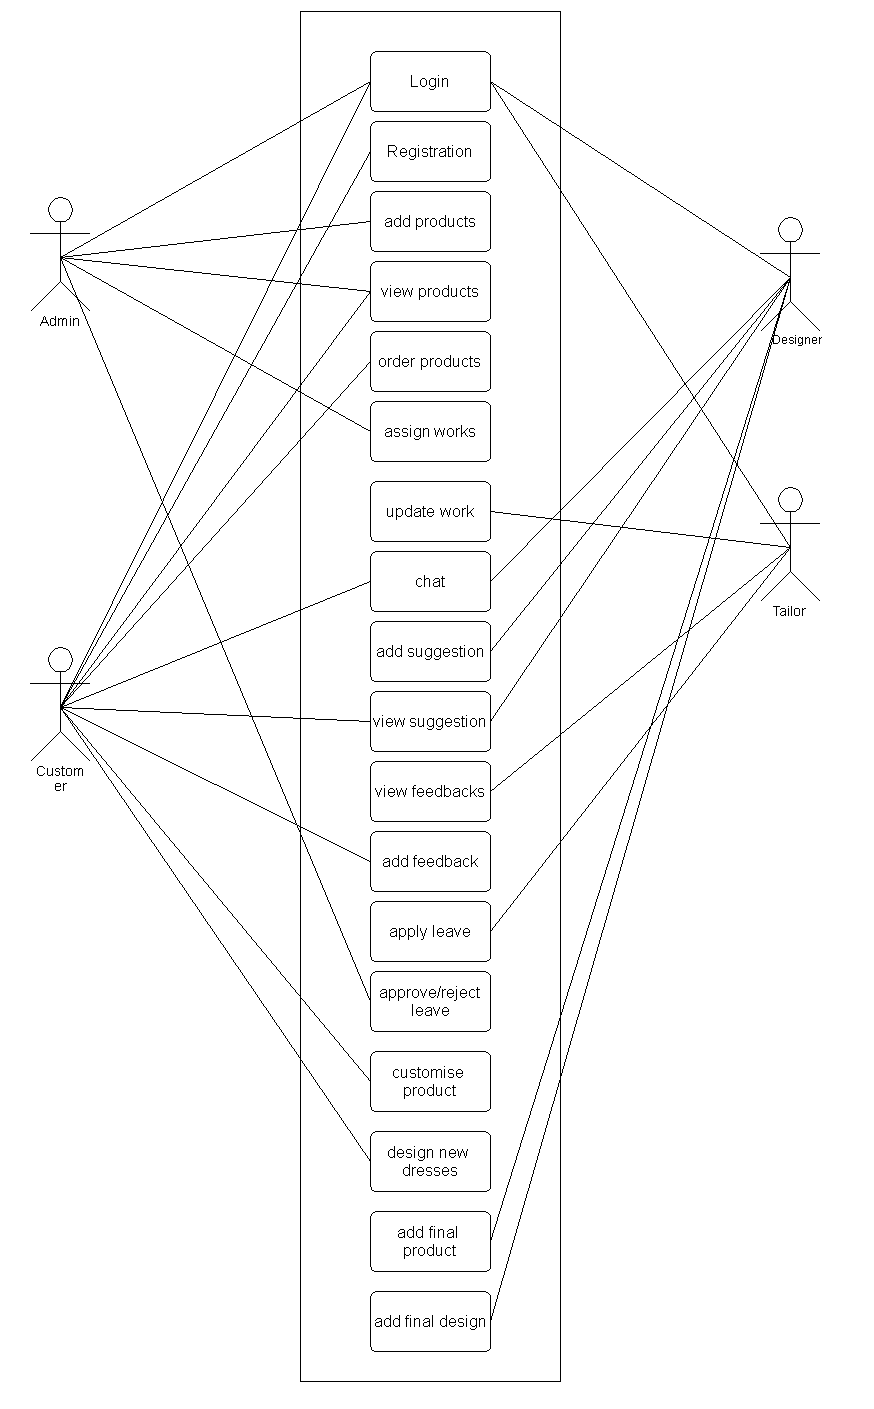 Login
Registration
add products
view products
order products
assign works
update work
chat
add suggestion
view suggestion
view feedbacks
add feedback
apply leave
approve/reject
leave
customise
product
design new
dresses
add final
product
add final design
Admin
Custom
er
Designer
Tailor